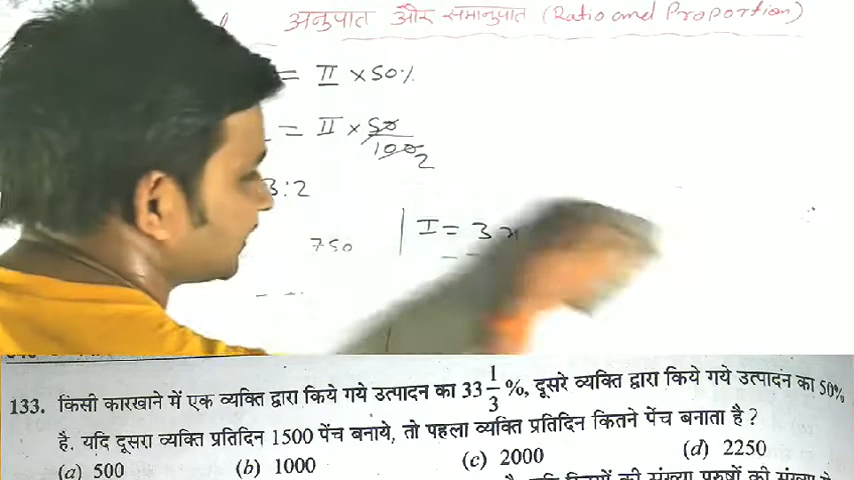 अनुपात और समानुपात (Ratio and Proportion)
= II × 50%
= II × 50/100 2
3:2
750
I = 3
133. किसी कारखाने में एक व्यक्ति द्वारा किये गये उत्पादन का 33 1/3 %, दूसरे व्यक्ति द्वारा किये गये उत्पादन का 50%
है. यदि दूसरा व्यक्ति प्रतिदिन 1500 पेंच बनाये, तो पहला व्यक्ति प्रतिदिन कितने पेंच बनाता है ?
(a) 500 (b) 1000 (c) 2000 (d) 2250